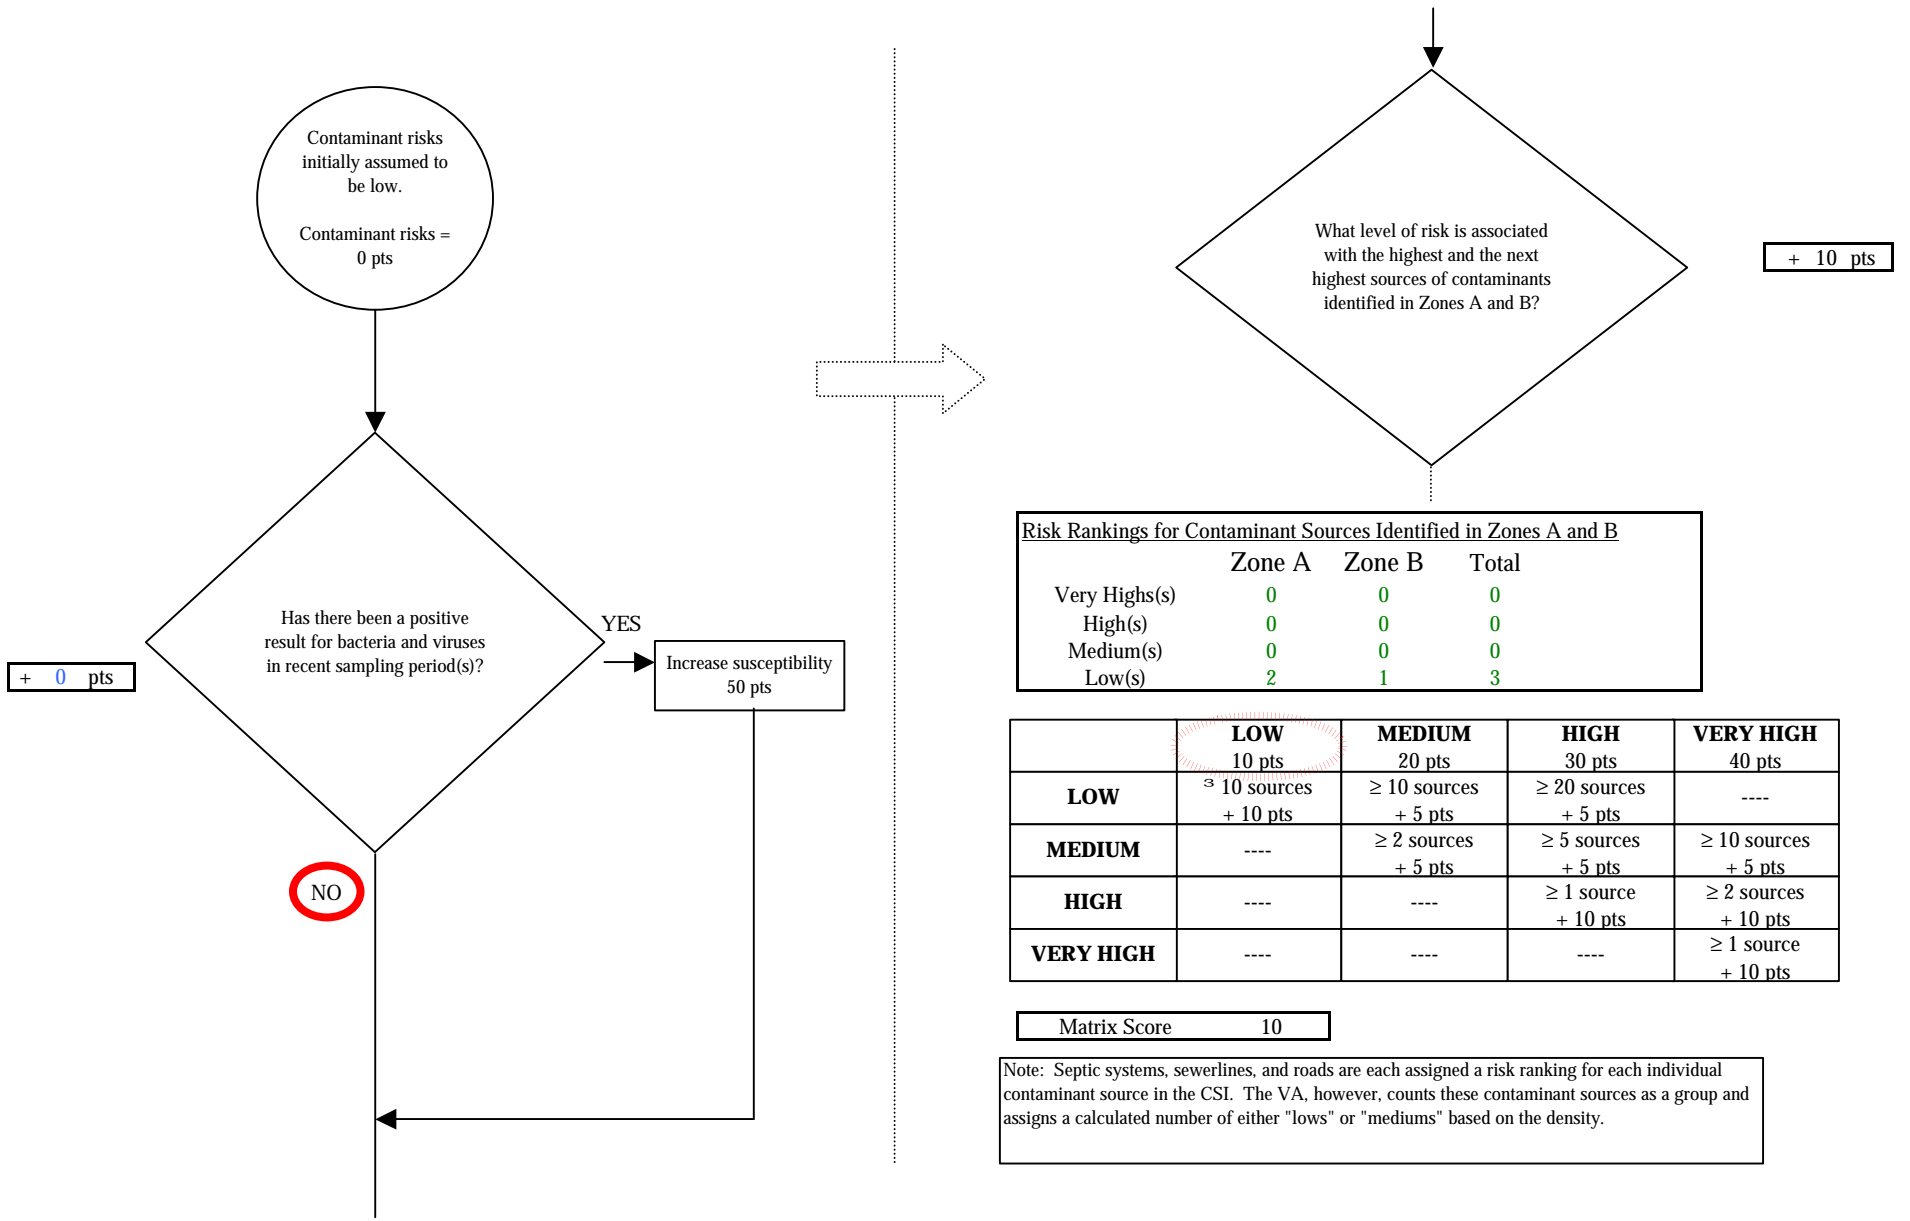 Contaminant risks
initially assumed to
be low.
Contaminant risks =
0 pts
Has there been a positive
result for bacteria and viruses
in recent sampling period(s)?
+ 0 pts
YES
Increase susceptibility
50 pts
NO
What level of risk is associated
with the highest and the next
highest sources of contaminants
identified in Zones A and B?
+ 10 pts
Risk Rankings for Contaminant Sources Identified in Zones A and B
Zone A Zone B Total
Very Highs(s) 0 0 0
High(s) 0 0 0
Medium(s) 0 0 0
Low(s) 2 1 3
LOW MEDIUM HIGH VERY HIGH
10 pts 20 pts 30 pts 40 pts
LOW ³ 10 sources ≥ 10 sources ≥ 20 sources ----
+ 10 pts + 5 pts + 5 pts
MEDIUM ---- ≥ 2 sources ≥ 5 sources ≥ 10 sources
+ 5 pts + 5 pts + 5 pts
HIGH ---- ---- ≥ 1 source ≥ 2 sources
+ 10 pts + 10 pts
VERY HIGH ---- ---- ---- ≥ 1 source
+ 10 pts
Matrix Score 10
Note: Septic systems, sewerlines, and roads are each assigned a risk ranking for each individual
contaminant source in the CSI. The VA, however, counts these contaminant sources as a group and
assigns a calculated number of either "lows" or "mediums" based on the density.